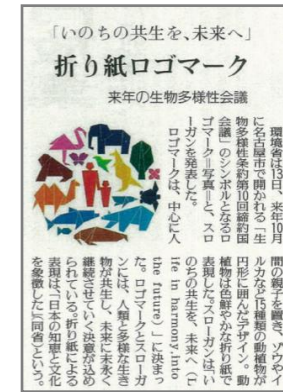 「いのちの共生を、未来へ」
折り紙ロゴマーク
来年の生物多様性会議
環境省は13日、来年10月
に名古屋市で開かれる「生
物多様性条約第10回締約国
会議」のシンボルとなるロ
ゴマーク=写真=と、スロ
ーガンを発表した。
ロゴマークは、中心に人
間の親子を置き、ゾウやイ
ルカなど15種類の動植物が
円形に囲んだデザイン。動
植物は色鮮やかな折り紙で
表現した。スローガンは「い
のちの共生を、未来へ(L
ife in harmony,into
the future)」に決まっ
た。ロゴマークとスローガ
ンには、人類と多様な生き
物が共生し、未来に末永く
継続させていく決意が込め
られている。折り紙による
表現は、「日本の知恵と文化
を象徴した」(同省)という。